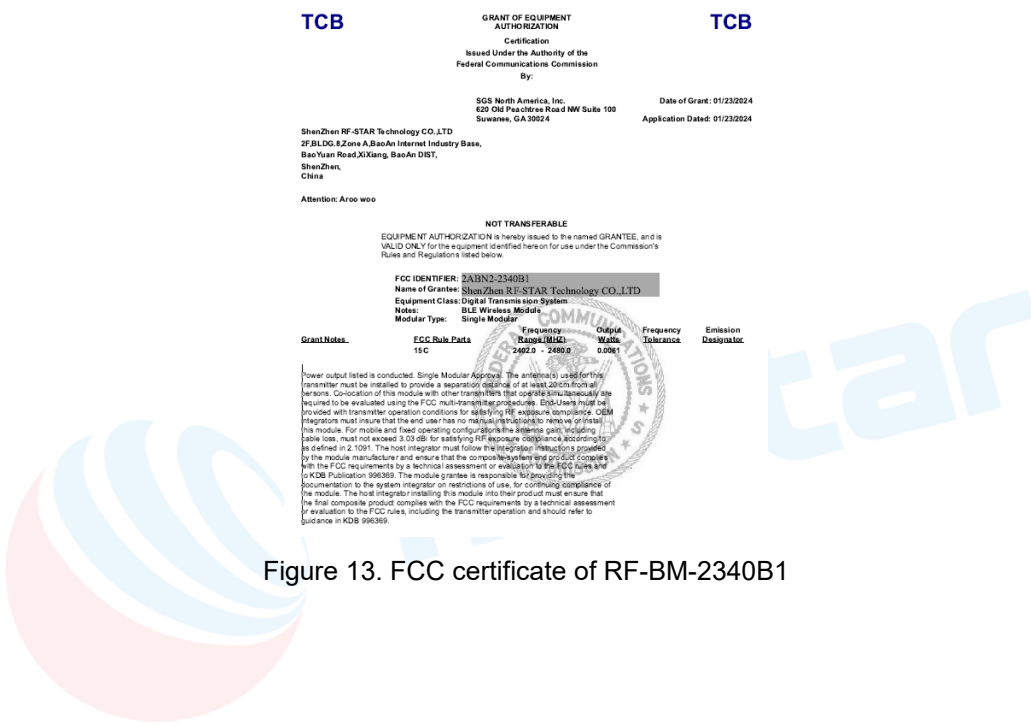 TCB
GRANT OF EQUIPMENT
AUTHORIZATION
TCB
Certification
Issued Under the Authority of the
Federal Communications Commission
By:
SGS North America, Inc.
620 Old Peachtree Road NW Suite 100
Suwanee, GA 30024
Date of Grant: 01/23/2024
Application Dated: 01/23/2024
ShenZhen RF-STAR Technology CO.,LTD
2F,BLDG.8,Zone A,BaoAn Internet Industry Base,
BaoYuan Road,XiXiang, BaoAn DIST,
ShenZhen,
China
Attention: Aroo woo
NOT TRANSFERABLE
EQUIPMENT AUTHORIZATION is hereby issued to the named GRANTEE, and is
VALID ONLY for the equipment identified hereon for use under the Commission's
Rules and Regulations listed below.
FCC IDENTIFIER: 2ABN2-2340B1
Name of Grantee: ShenZhen RF-STAR Technology CO.,LTD
Equipment Class: Digital Transmission System
Notes: BLE Wireless Module
Modular Type: Single Modular
Grant Notes FCC Rule Parts Frequency Range (MHZ) Output Watts Frequency Tolerance Emission Designator
15C 2402.0 - 2480.0 0.0061
Power output listed is conducted. Single Modular Approval. The antenna(s) used for this
transmitter must be installed to provide a separation distance of at least 20 cm from all
persons. Co-location of this module with other transmitters that operate simultaneously are
required to be evaluated using the FCC multi-transmitter procedures. End-Users must be
provided with transmitter operation conditions for satisfying RF exposure compliance. OEM
integrators must insure that the end user has no manual instructions to remove or install
this module. For mobile and fixed operating configurations the antenna gain, including
cable loss, must not exceed 3.03 dBi for satisfying RF exposure compliance according to
as defined in 2.1091. The host integrator must follow the integration instructions provided
by the module manufacturer and ensure that the composite-system end product complies
with the FCC requirements by a technical assessment or evaluation to the FCC rules and
to KDB Publication 996369. The module grantee is responsible for providing the
documentation to the system integrator on restrictions of use, for continuing compliance of
the module. The host integrator installing this module into their product must ensure that
the final composite product complies with the FCC requirements by a technical assessment
or evaluation to the FCC rules, including the transmitter operation and should refer to
guidance in KDB 996369.
Figure 13. FCC certificate of RF-BM-2340B1